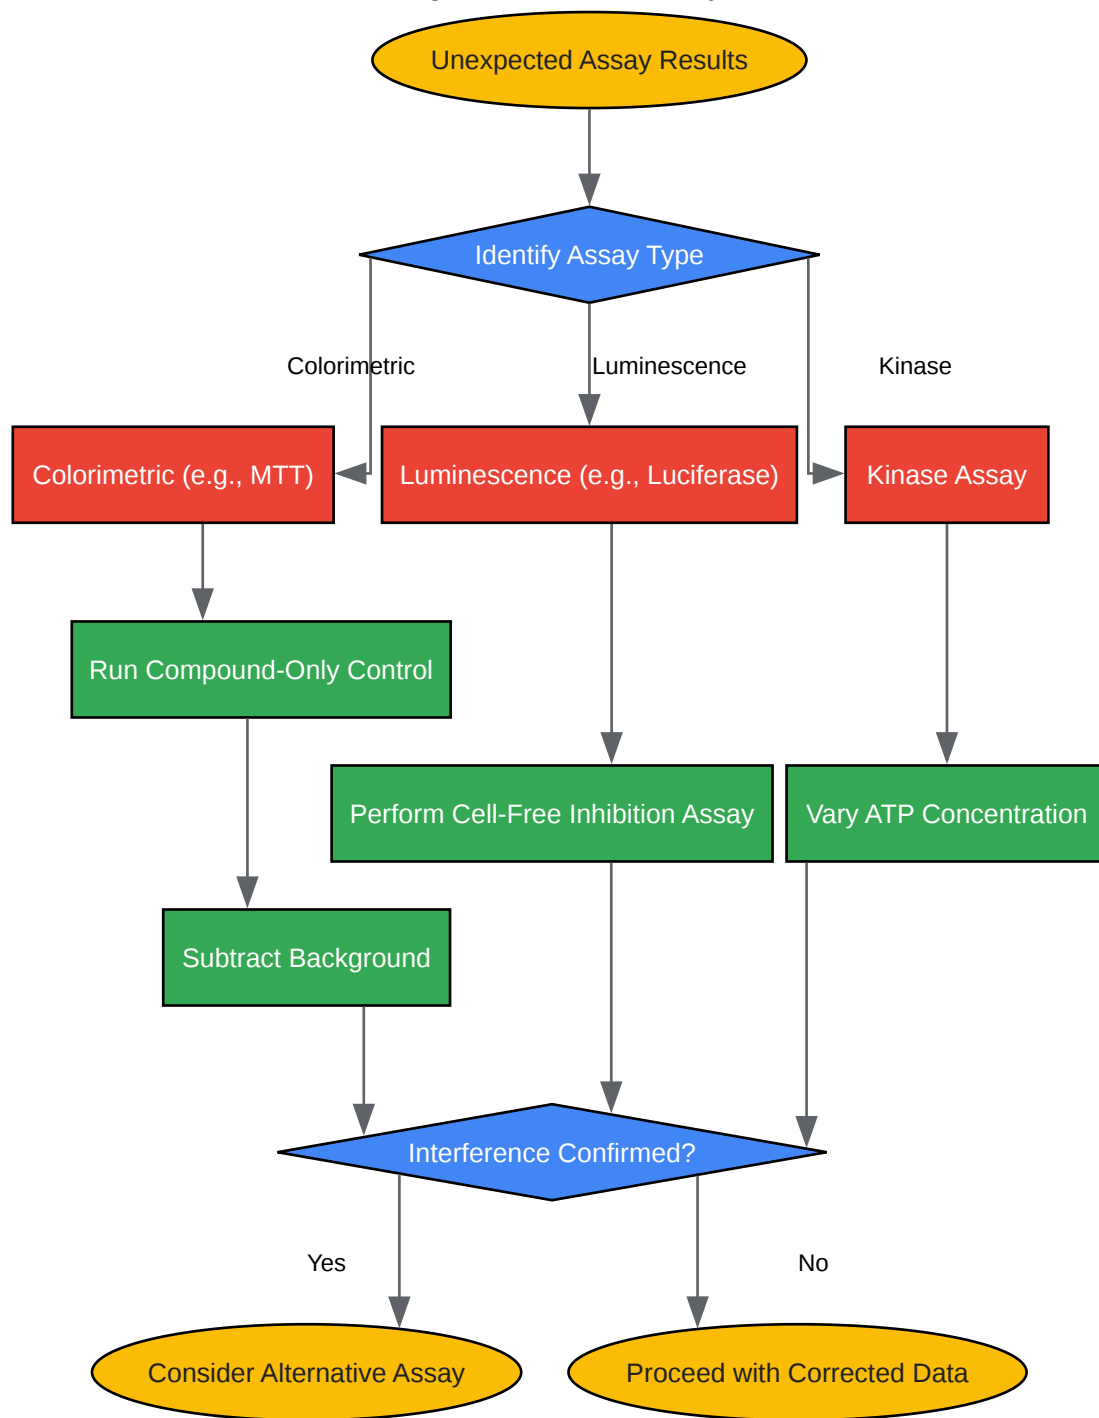 Unexpected Assay Results
Identify Assay Type
Colorimetric
Luminescence
Kinase
Colorimetric (e.g., MTT)
Luminescence (e.g., Luciferase)
Kinase Assay
Run Compound-Only Control
Perform Cell-Free Inhibition Assay
Vary ATP Concentration
Subtract Background
Interference Confirmed?
Yes
No
Consider Alternative Assay
Proceed with Corrected Data